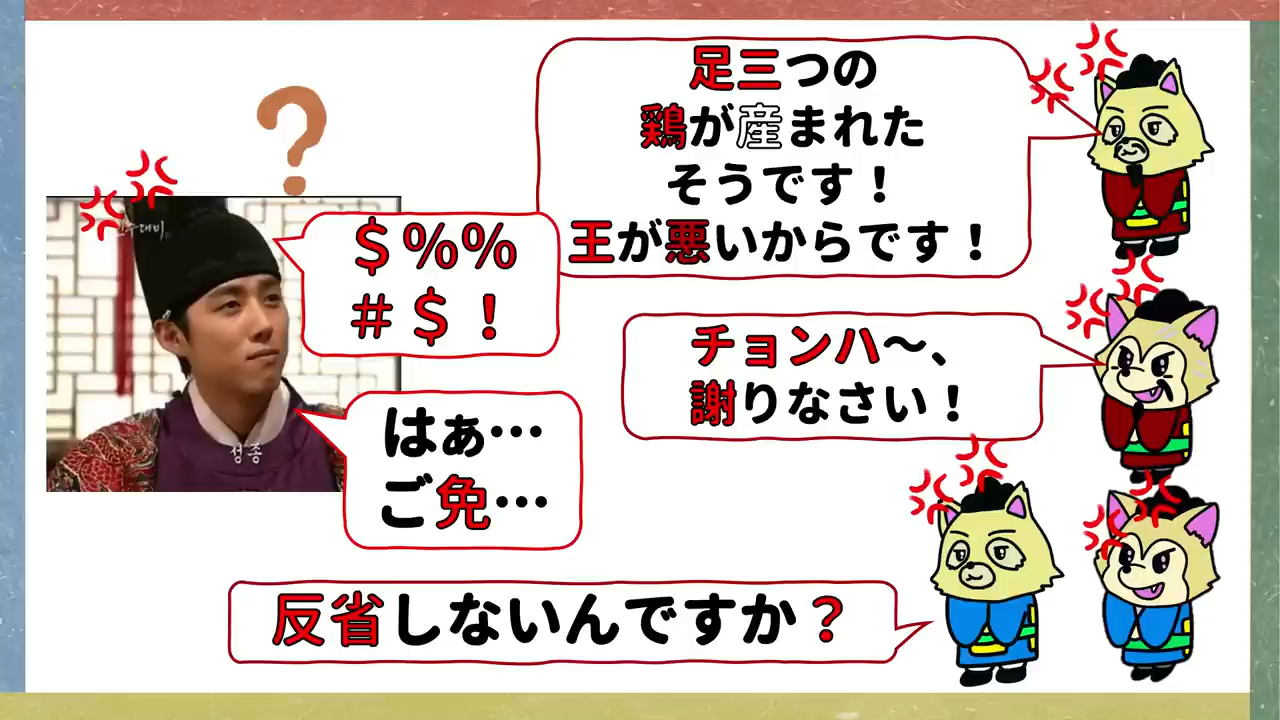 足三つの
鶏が産まれた
そうです！
王が悪いからです！
＄％％
＃＄！
チョンハ〜、
謝りなさい！
はぁ…
ご免…
성종
反省しないんですか？